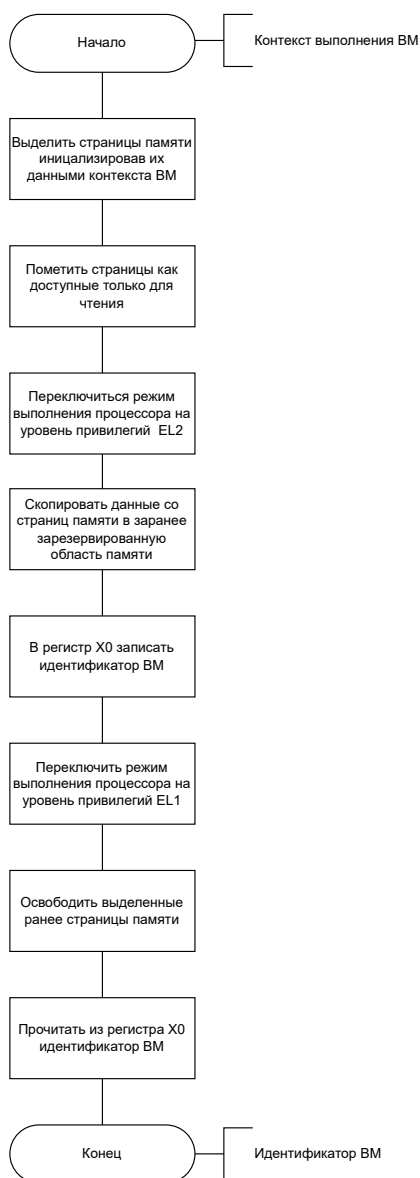 Начало
Контекст выполнения ВМ
Выделить страницы памяти
инициализировав их
данными контекста ВМ
Пометить страницы как
доступные только для
чтения
Переключиться режим
выполнения процессора на
уровень привилегий EL2
Скопировать данные со
страниц памяти в заранее
зарезервированную
область памяти
В регистр X0 записать
идентификатор ВМ
Переключить режим
выполнения процессора на
уровень привилегий EL1
Освободить выделенные
ранее страницы памяти
Прочитать из регистра X0
идентификатор ВМ
Конец
Идентификатор ВМ